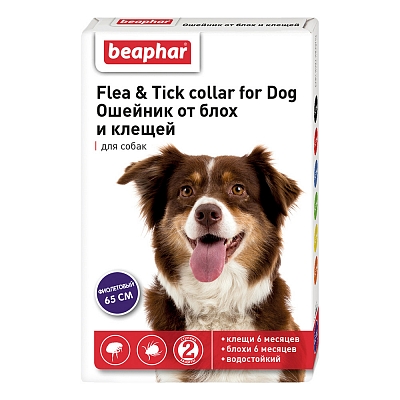 beaphar
Flea & Tick collar for Dog
Ошейник от блох
и клещей
для собак
ФИОЛЕТОВЫЙ
65 СМ
2
• клещи 6 месяцев
• блохи 6 месяцев
• водостойкий